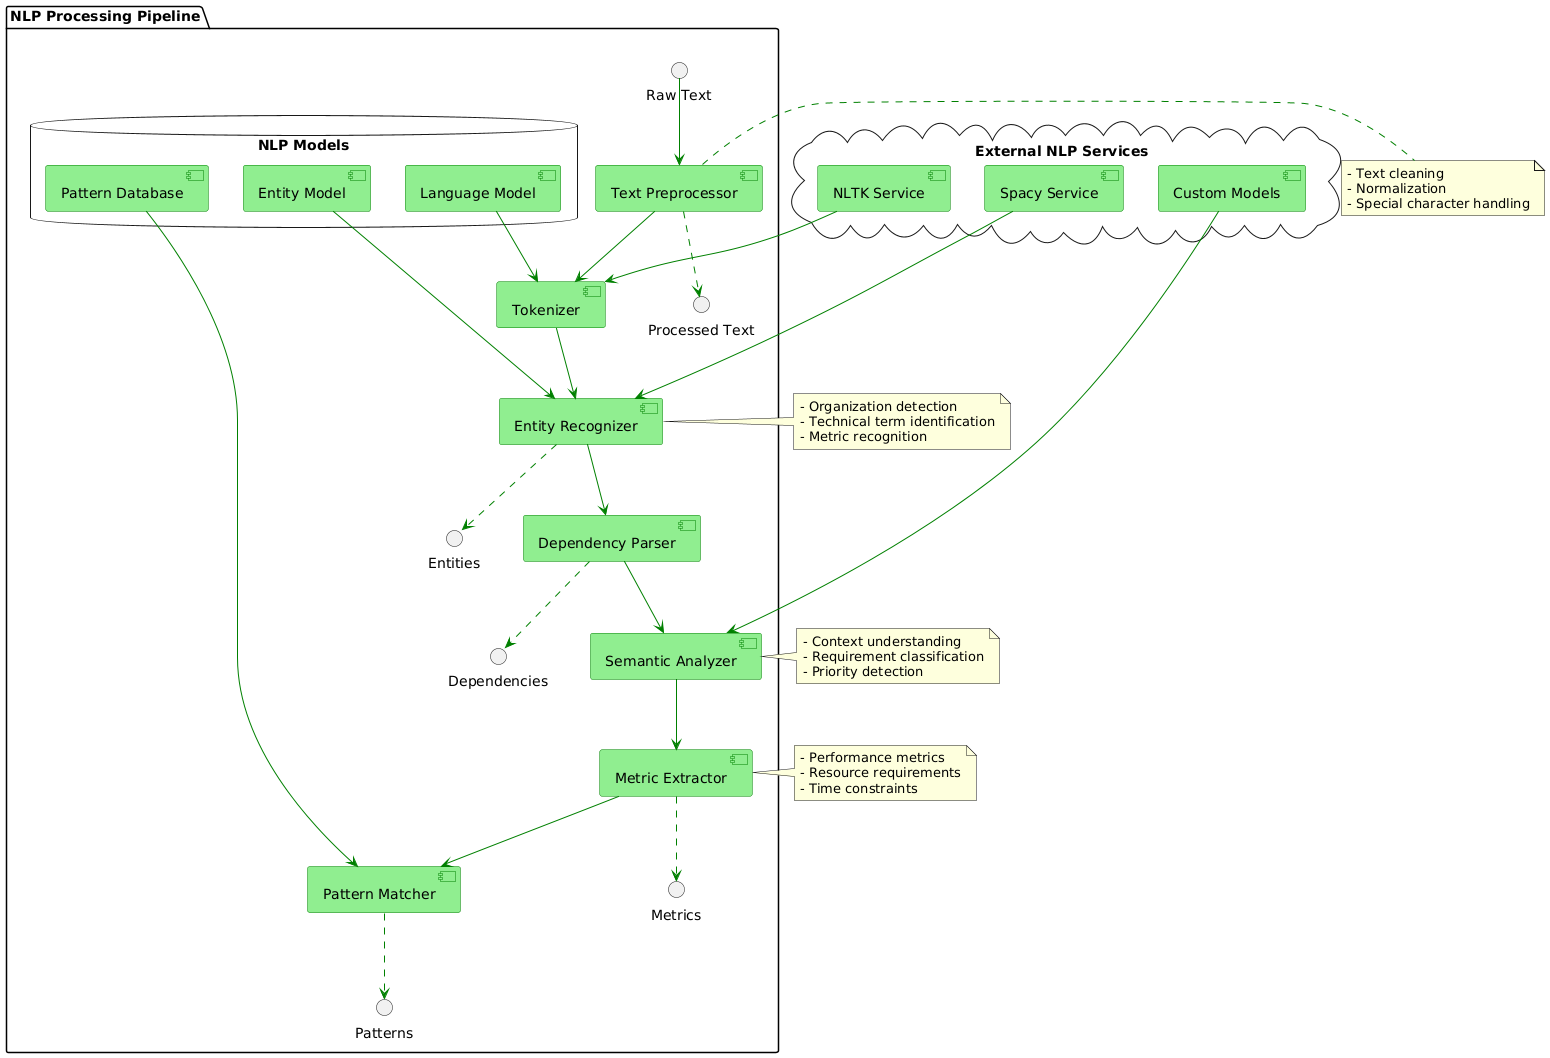 NLP Processing Pipeline
Raw Text
NLP Models
External NLP Services
Pattern Database
Entity Model
Language Model
Text Preprocessor
NLTK Service
Spacy Service
Custom Models
- Text cleaning
- Normalization
- Special character handling
Tokenizer
Processed Text
Entity Recognizer
- Organization detection
- Technical term identification
- Metric recognition
Entities
Dependency Parser
Dependencies
Semantic Analyzer
- Context understanding
- Requirement classification
- Priority detection
Metric Extractor
- Performance metrics
- Resource requirements
- Time constraints
Pattern Matcher
Metrics
Patterns